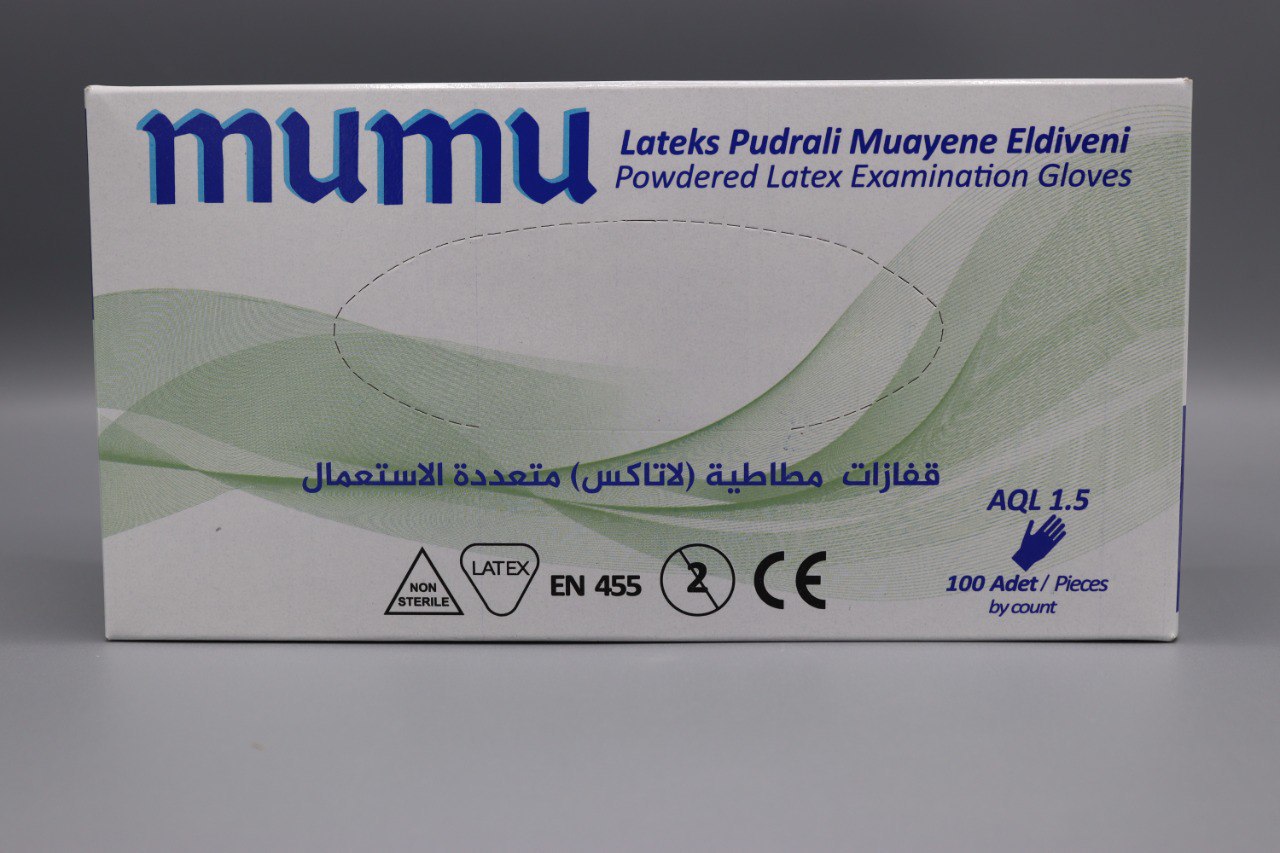 mumu
Lateks Pudrali Muayene Eldiveni
Powdered Latex Examination Gloves
قفازات مطاطية (لاتاكس) متعددة الاستعمال
AQL 1.5
NON
STERILE
LATEX
EN 455
2
CE
100 Adet / Pieces
by count